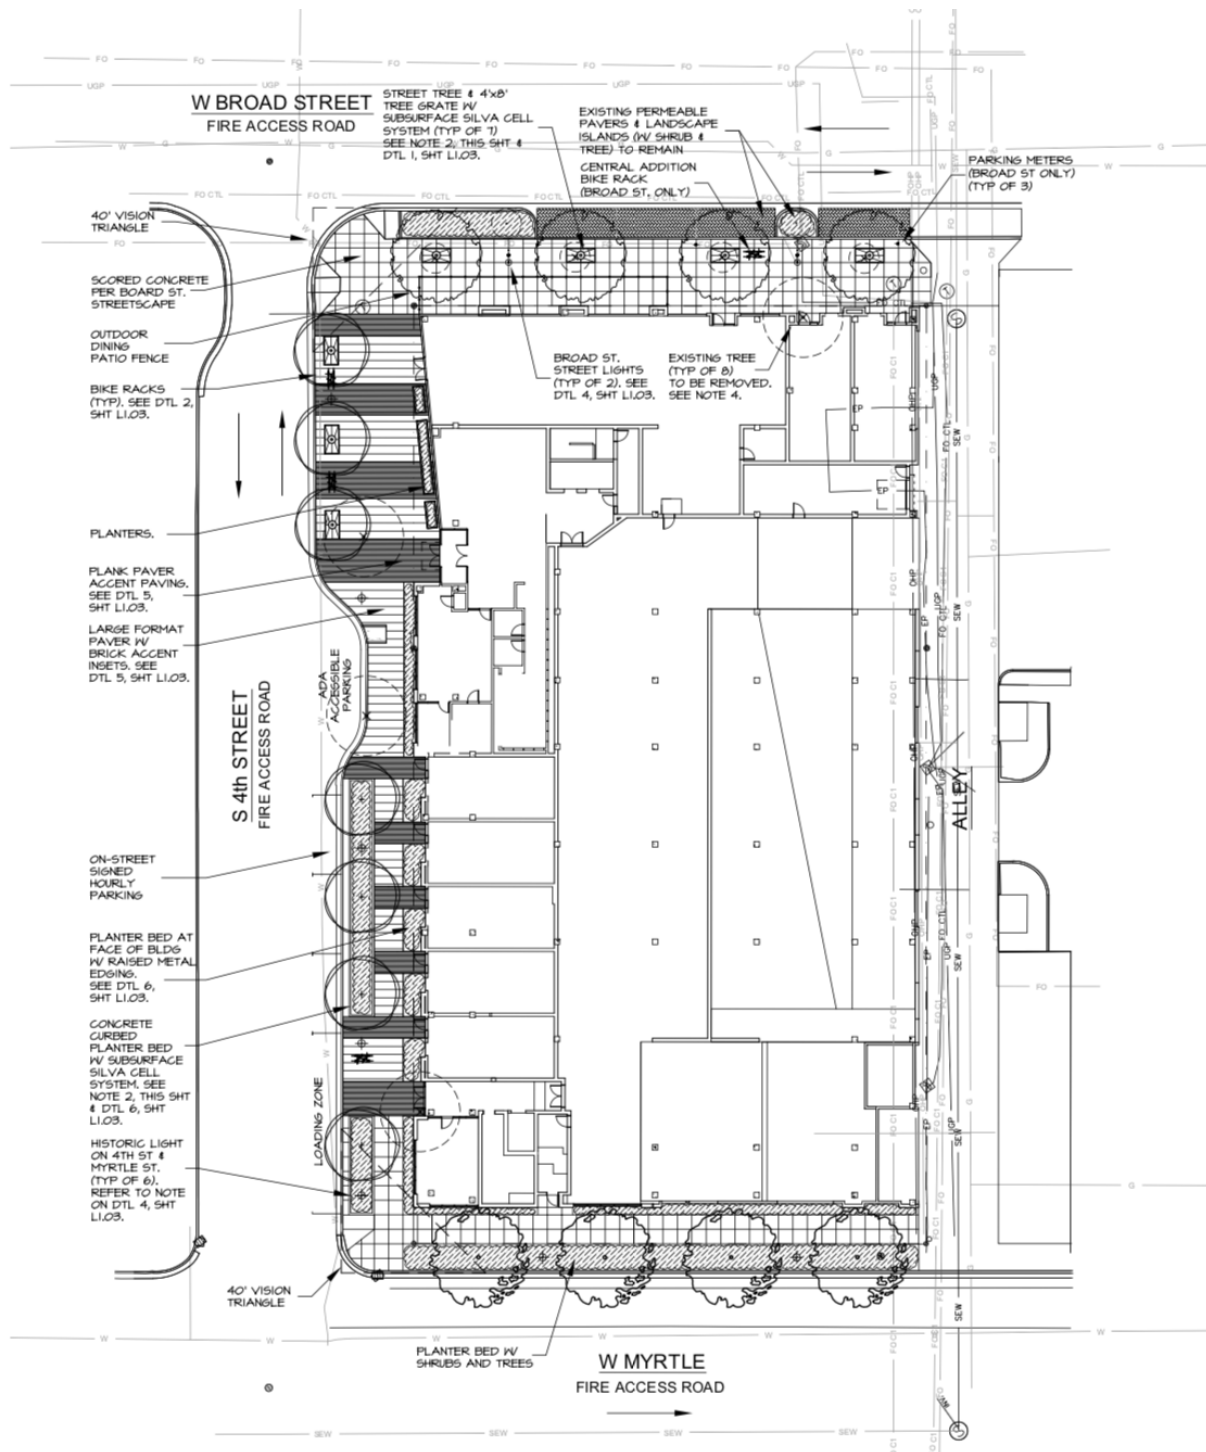 W BROAD STREET
FIRE ACCESS ROAD
STREET TREE & 4'x8'
TREE GRATE W/
SUBSURFACE SILVA CELL
SYSTEM (TYP OF 7)
SEE NOTE 2, THIS SHT &
DTL 1, SHT L1.03.
EXISTING PERMEABLE
PAVERS & LANDSCAPE
ISLANDS (W/ SHRUB &
TREE) TO REMAIN
CENTRAL ADDITION
BIKE RACK
(BROAD ST. ONLY)
PARKING METERS
(BROAD ST ONLY)
(TYP OF 3)
40' VISION
TRIANGLE
SCORED CONCRETE
PER BOARD ST.
STREETSCAPE
OUTDOOR
DINING
PATIO FENCE
BIKE RACKS
(TYP). SEE DTL 2,
SHT L1.03.
BROAD ST.
STREET LIGHTS
(TYP OF 2). SEE
DTL 4, SHT L1.03.
EXISTING TREE
(TYP OF 8)
TO BE REMOVED.
SEE NOTE 4.
PLANTERS.
PLANK PAVER
ACCENT PAVING.
SEE DTL 5,
SHT L1.03.
LARGE FORMAT
PAVER W/
BRICK ACCENT
INSETS. SEE
DTL 5, SHT L1.03.
ADA
ACCESSIBLE
PARKING
S 4th STREET
FIRE ACCESS ROAD
ALLEY
ON-STREET
SIGNED
HOURLY
PARKING
PLANTER BED AT
FACE OF BLDG
W/ RAISED METAL
EDGING.
SEE DTL 6,
SHT L1.03.
CONCRETE
CURBED
PLANTER BED
W/ SUBSURFACE
SILVA CELL
SYSTEM. SEE
NOTE 2, THIS SHT
& DTL 6, SHT
L1.03.
LOADING ZONE
HISTORIC LIGHT
ON 4TH ST &
MYRTLE ST.
(TYP OF 6).
REFER TO NOTE
ON DTL 4, SHT
L1.03.
40' VISION
TRIANGLE
PLANTER BED W/
SHRUBS AND TREES
W MYRTLE
FIRE ACCESS ROAD